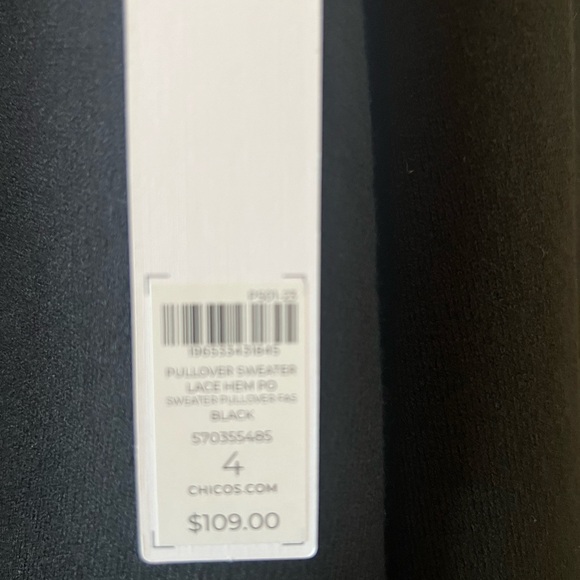 PULLOVER SWEATER
LACE HEM PO
SWEATER PULLOVER FAS
BLACK
570355485
4
CHICOS.COM
$109.00